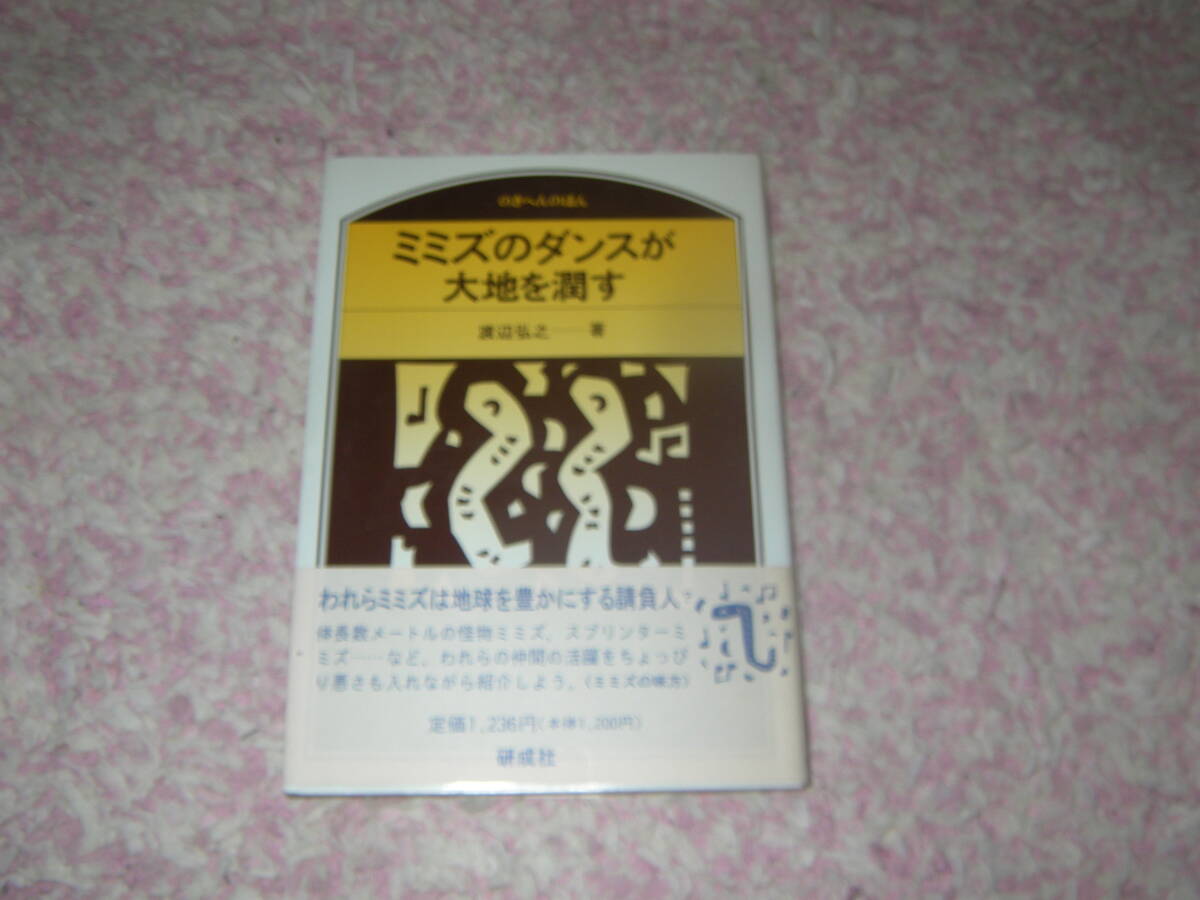 のぎへんのほん
ミミズのダンスが
大地を潤す
渡辺弘之――著
われらミミズは地球を豊かにする請負人。
体長数メートルの怪物ミミズ、スプリンターミ
ミズ……など、われらの仲間の活躍をちょっぴ
り悪さも入れながら紹介しよう。(ミミズの味方)
定価1,236円(本体1,200円)
研成社